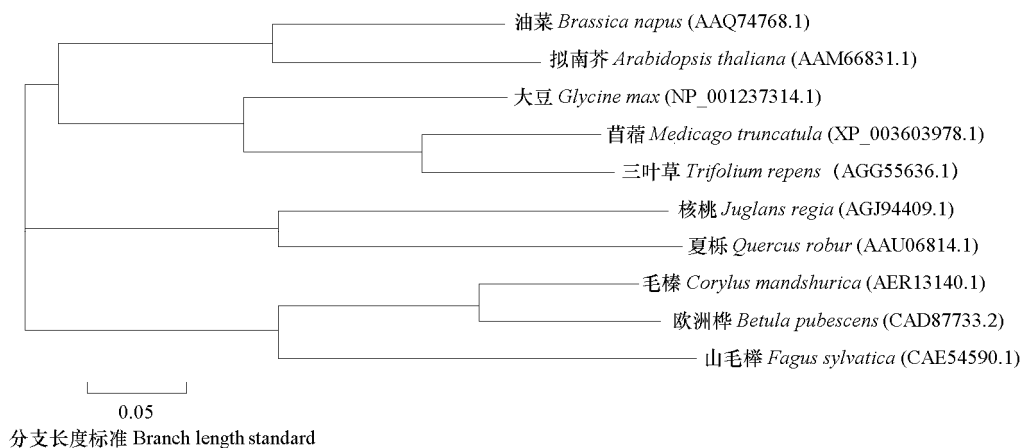 油菜 Brassica napus (AAQ74768.1)
拟南芥 Arabidopsis thaliana (AAM66831.1)
大豆 Glycine max (NP_001237314.1)
苜蓿 Medicago truncatula (XP_003603978.1)
三叶草 Trifolium repens（AGG55636.1）
核桃 Juglans regia (AGJ94409.1)
夏栎 Quercus robur (AAU06814.1)
毛榛 Corylus mandshurica (AER13140.1)
欧洲桦 Betula pubescens (CAD87733.2)
山毛榉 Fagus sylvatica (CAE54590.1)
0.05
分支长度标准 Branch length standard